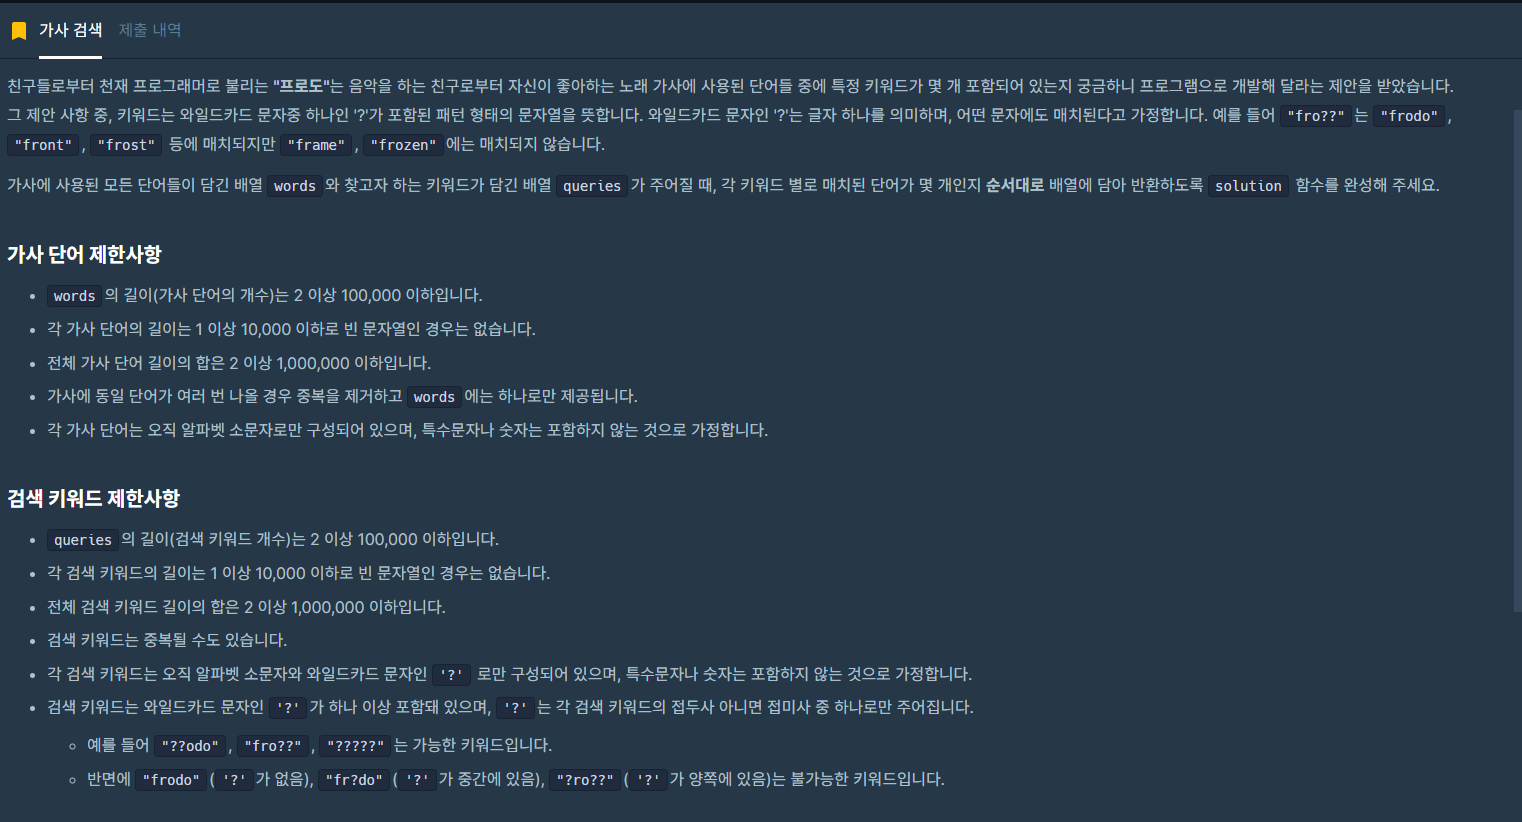 가사 검색 제출 내역
친구들로부터 천재 프로그래머로 불리는 "프로도"는 음악을 하는 친구로부터 자신이 좋아하는 노래 가사에 사용된 단어들 중에 특정 키워드가 몇 개 포함되어 있는지 궁금하니 프로그램으로 개발해 달라는 제안을 받았습니다.
그 제안 사항 중, 키워드는 와일드카드 문자중 하나인 '?'가 포함된 패턴 형태의 문자열을 뜻합니다. 와일드카드 문자인 '?'는 글자 하나를 의미하며, 어떤 문자에도 매치된다고 가정합니다. 예를 들어 "fro??" 는 "frodo" ,
"front" , "frost" 등에 매치되지만 "frame" , "frozen" 에는 매치되지 않습니다.
가사에 사용된 모든 단어들이 담긴 배열 words 와 찾고자 하는 키워드가 담긴 배열 queries 가 주어질 때, 각 키워드 별로 매치된 단어가 몇 개인지 순서대로 배열에 담아 반환하도록 solution 함수를 완성해 주세요.
가사 단어 제한사항
• words 의 길이(가사 단어의 개수)는 2 이상 100,000 이하입니다.
• 각 가사 단어의 길이는 1 이상 10,000 이하로 빈 문자열인 경우는 없습니다.
• 전체 가사 단어 길이의 합은 2 이상 1,000,000 이하입니다.
• 가사에 동일 단어가 여러 번 나올 경우 중복을 제거하고 words 에는 하나로만 제공됩니다.
• 각 가사 단어는 오직 알파벳 소문자로만 구성되어 있으며, 특수문자나 숫자는 포함하지 않는 것으로 가정합니다.
검색 키워드 제한사항
• queries 의 길이(검색 키워드 개수)는 2 이상 100,000 이하입니다.
• 각 검색 키워드의 길이는 1 이상 10,000 이하로 빈 문자열인 경우는 없습니다.
• 전체 검색 키워드 길이의 합은 2 이상 1,000,000 이하입니다.
• 검색 키워드는 중복될 수도 있습니다.
• 각 검색 키워드는 오직 알파벳 소문자와 와일드카드 문자인 '?' 로만 구성되어 있으며, 특수문자나 숫자는 포함하지 않는 것으로 가정합니다.
• 검색 키워드는 와일드카드 문자인 '?' 가 하나 이상 포함돼 있으며, '?' 는 각 검색 키워드의 접두사 아니면 접미사 중 하나로만 주어집니다.
◦ 예를 들어 "??odo" , "fro??" , "?????" 는 가능한 키워드입니다.
◦ 반면에 "frodo" ( '?' 가 없음), "fr?do" ( '?' 가 중간에 있음), "?ro??" ( '?' 가 양쪽에 있음)는 불가능한 키워드입니다.